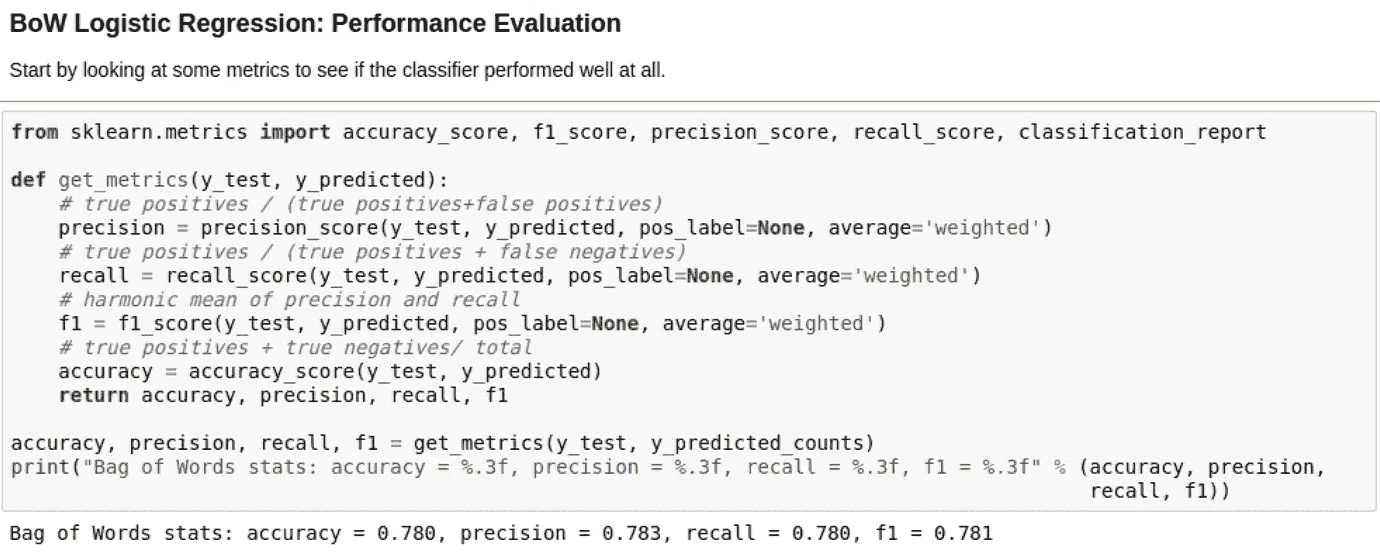 BoW Logistic Regression: Performance Evaluation
Start by looking at some metrics to see if the classifier performed well at all.
from sklearn.metrics import accuracy_score, f1_score, precision_score, recall_score, classification_report
def get_metrics(y_test, y_predicted):
# true positives / (true positives+false positives)
precision = precision_score(y_test, y_predicted, pos_label=None, average='weighted')
# true positives / (true positives + false negatives)
recall = recall_score(y_test, y_predicted, pos_label=None, average='weighted')
# harmonic mean of precision and recall
f1 = f1_score(y_test, y_predicted, pos_label=None, average='weighted')
# true positives + true negatives/ total
accuracy = accuracy_score(y_test, y_predicted)
return accuracy, precision, recall, f1
accuracy, precision, recall, f1 = get_metrics(y_test, y_predicted_counts)
print("Bag of Words stats: accuracy = %.3f, precision = %.3f, recall = %.3f, f1 = %.3f" % (accuracy, precision,
recall, f1))
Bag of Words stats: accuracy = 0.780, precision = 0.783, recall = 0.780, f1 = 0.781